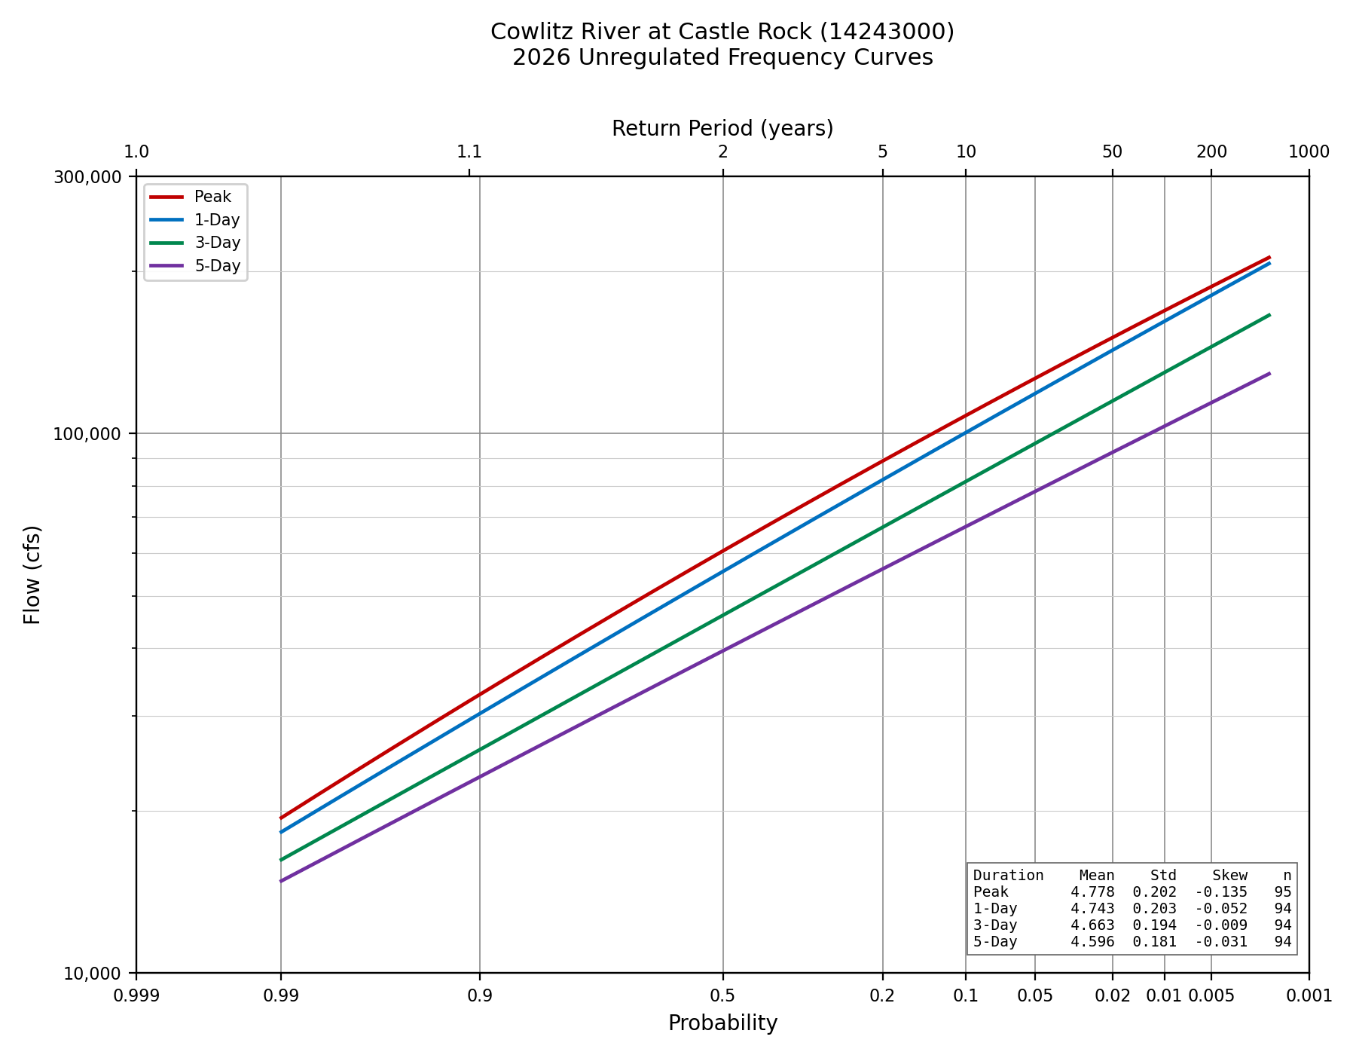 Cowlitz River at Castle Rock (14243000)
2026 Unregulated Frequency Curves
Return Period (years)
1.0 1.1 2 5 10 50 200 1000
300,000
Peak
1-Day
3-Day
5-Day
100,000
Flow (cfs)
Duration Mean Std Skew n
Peak 4.778 0.202 -0.135 95
1-Day 4.743 0.203 -0.052 94
3-Day 4.663 0.194 -0.009 94
5-Day 4.596 0.181 -0.031 94
10,000
0.999 0.99 0.9 0.5 0.2 0.1 0.05 0.02 0.01 0.005 0.001
Probability